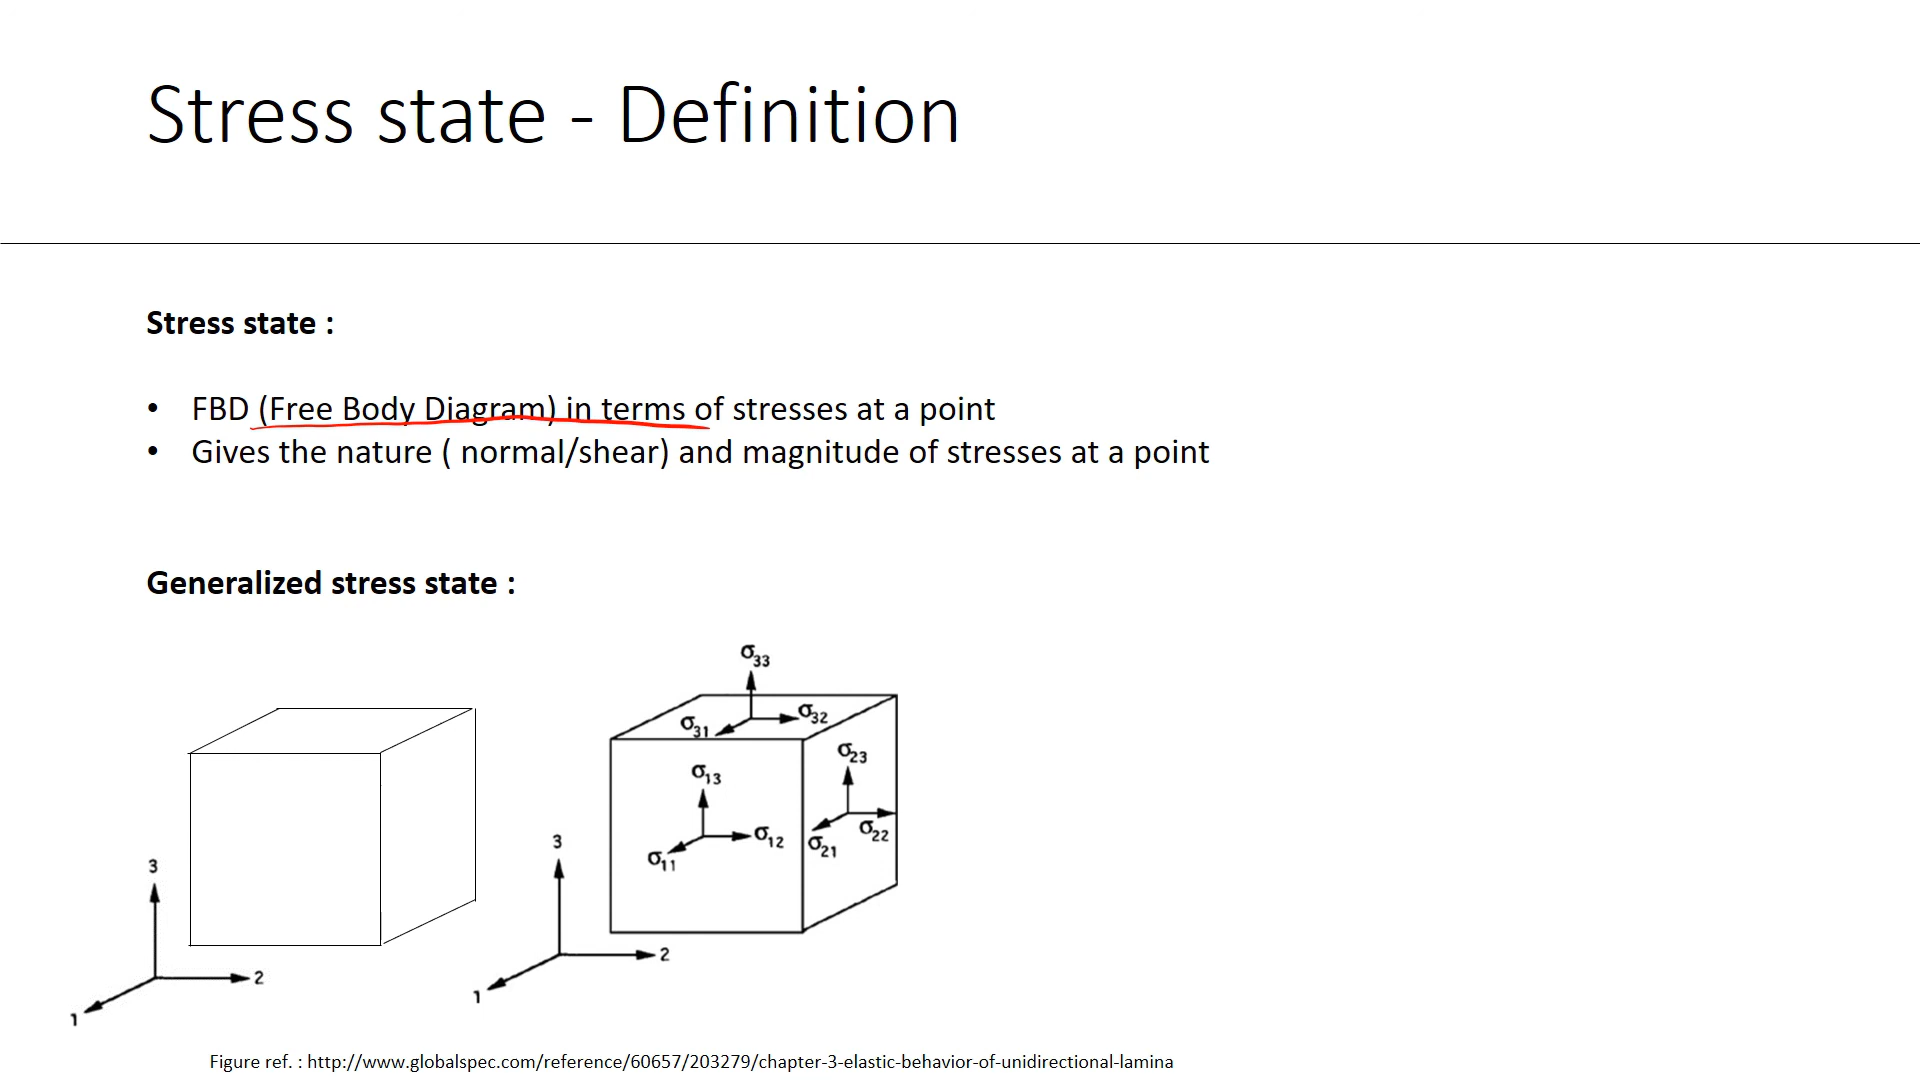 Stress state - Definition
Stress state :
• FBD (Free Body Diagram) in terms of stresses at a point
• Gives the nature ( normal/shear) and magnitude of stresses at a point
Generalized stress state :
3
2
1
σ33
σ32
σ31
σ23
σ13
σ22
σ12
σ21
σ11
3
2
1
Figure ref. : http://www.globalspec.com/reference/60657/203279/chapter-3-elastic-behavior-of-unidirectional-lamina